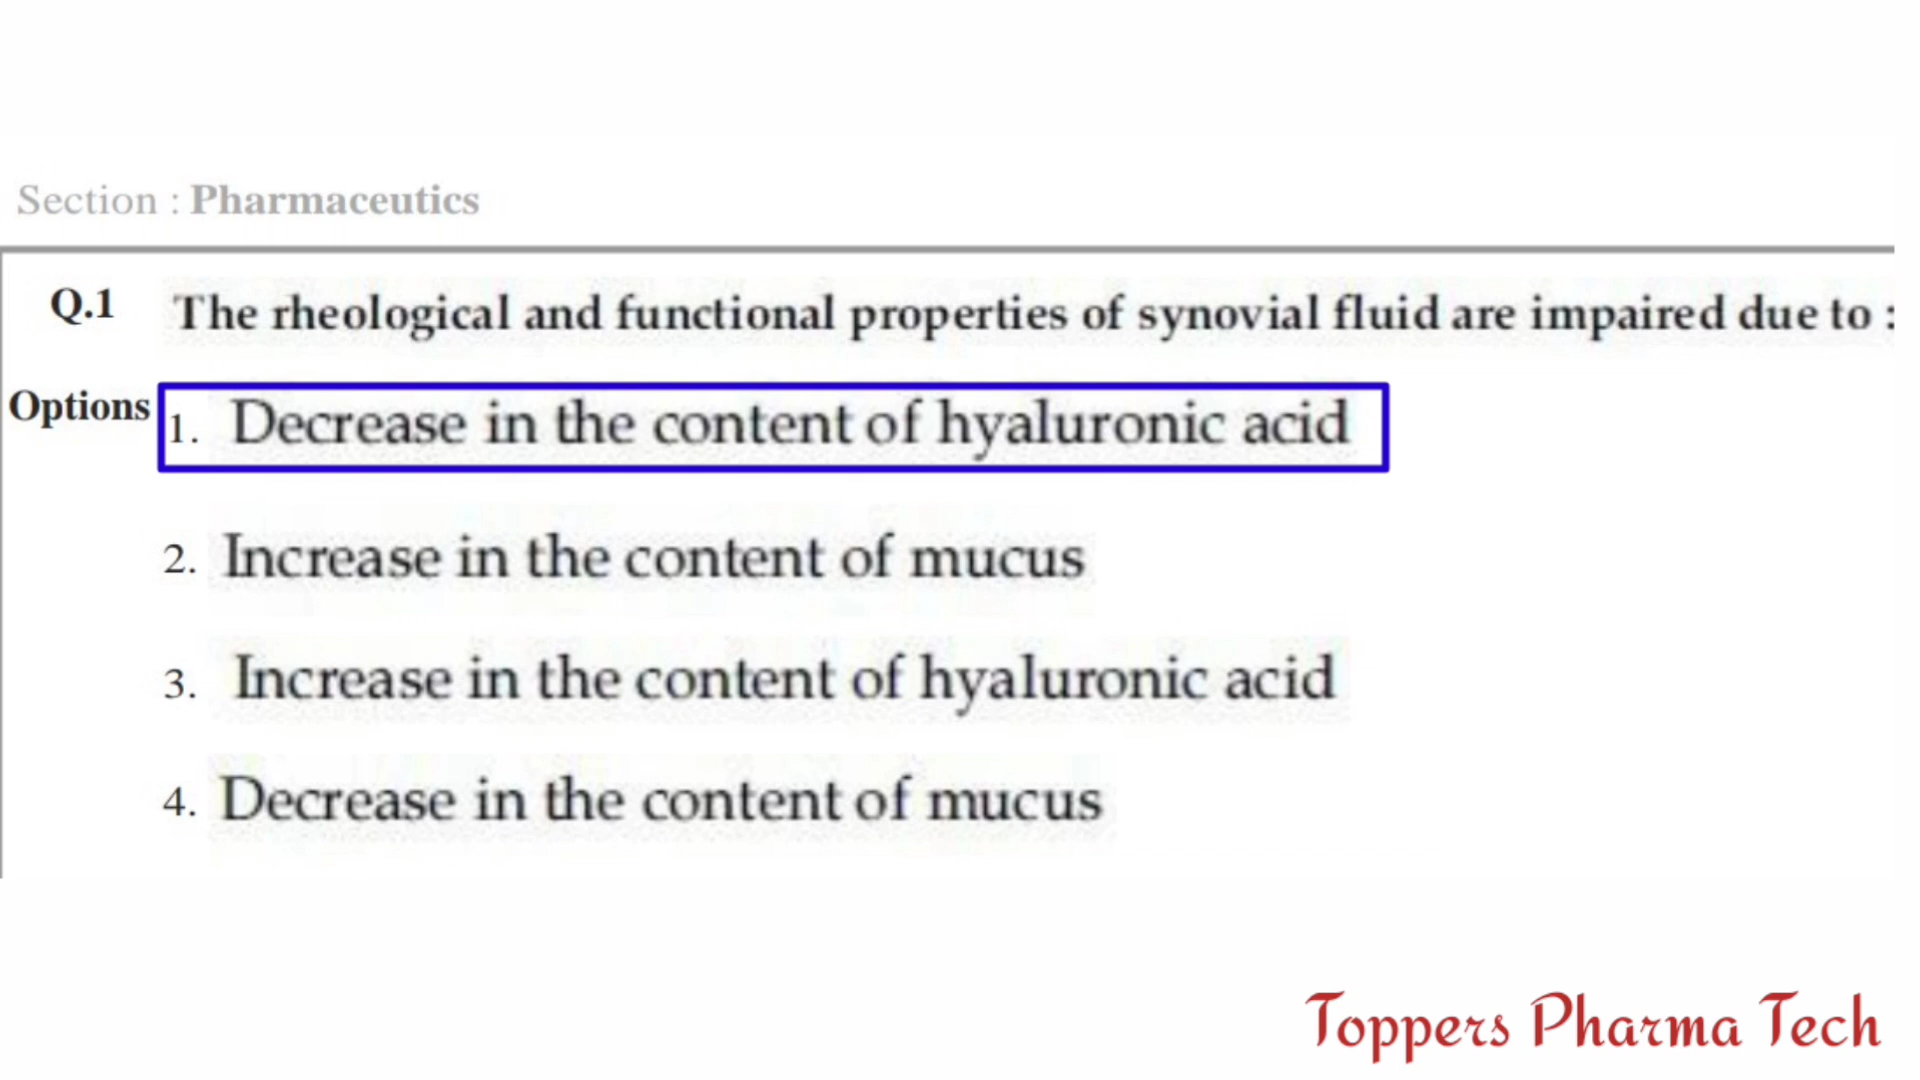 Section : Pharmaceutics
Q.1 The rheological and functional properties of synovial fluid are impaired due to :
Options 1. Decrease in the content of hyaluronic acid
2. Increase in the content of mucus
3. Increase in the content of hyaluronic acid
4. Decrease in the content of mucus
Toppers Pharma Tech